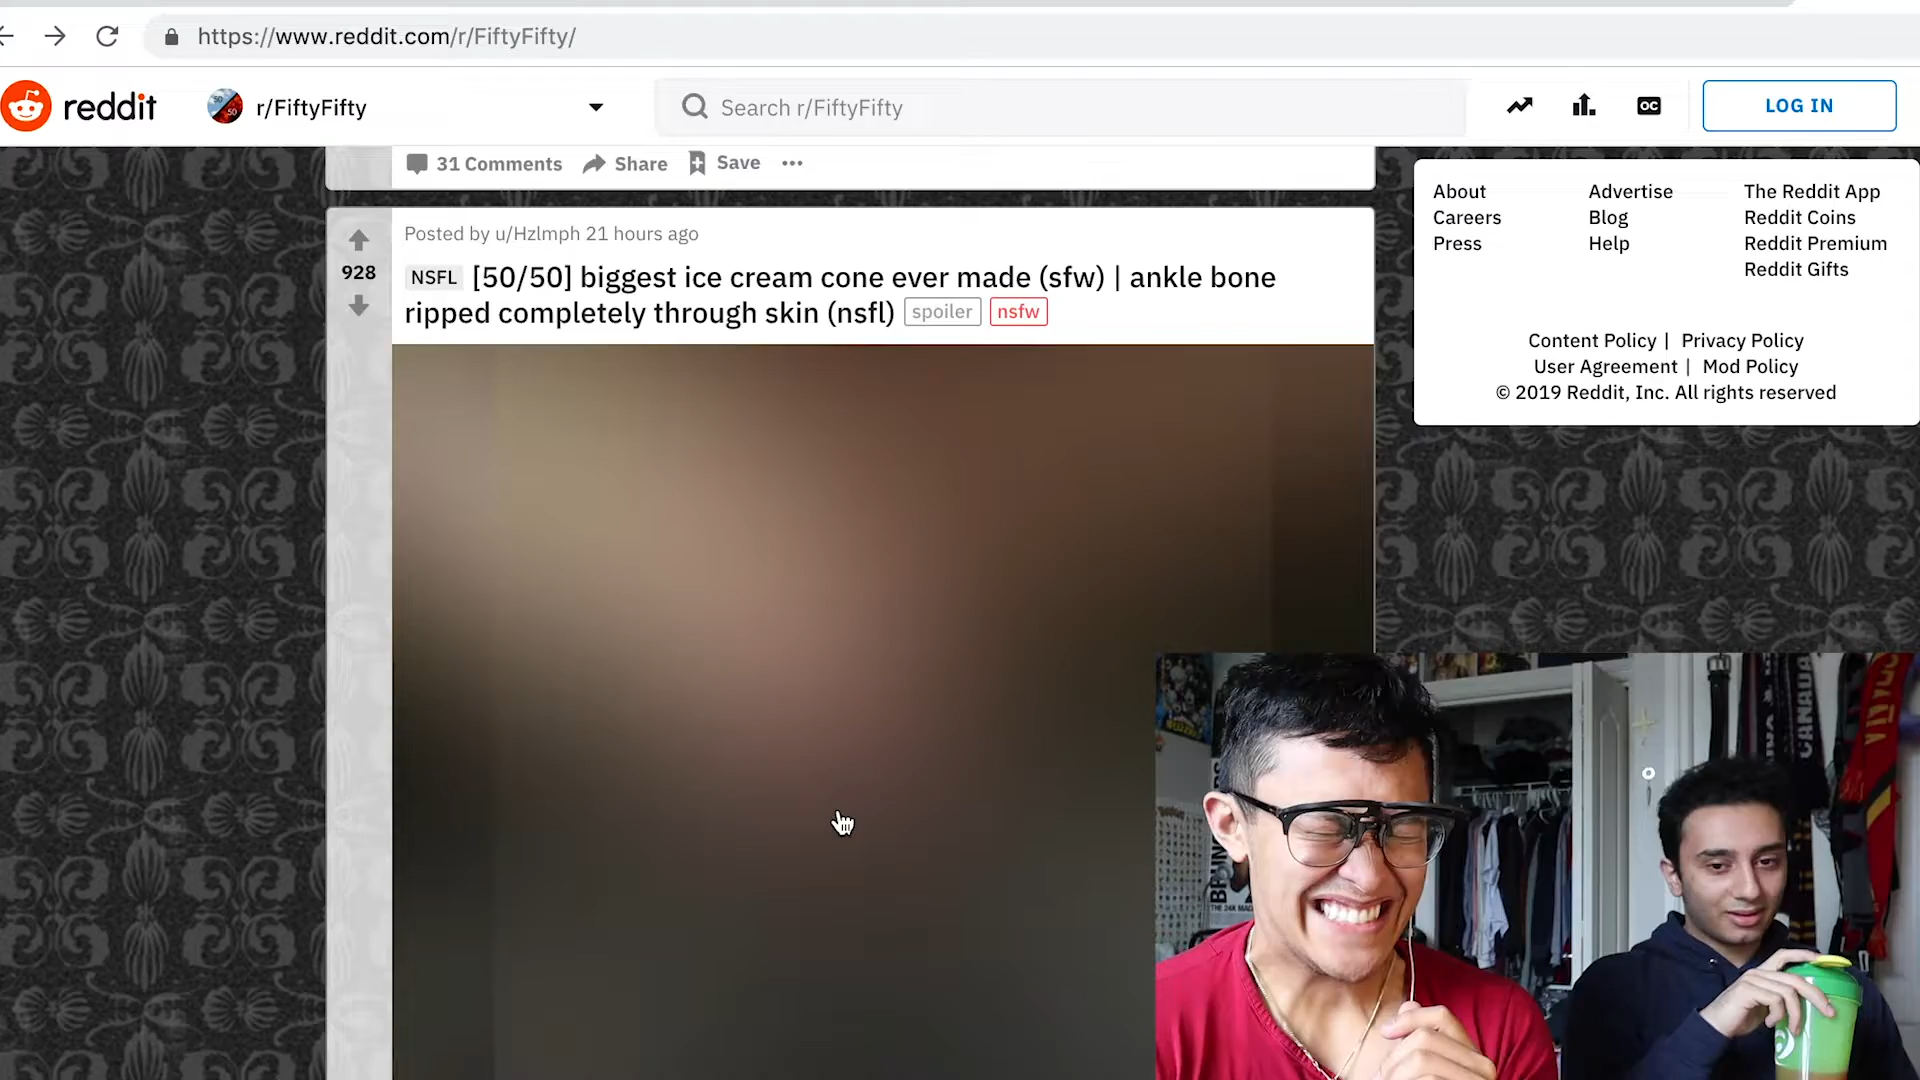 https://www.reddit.com/r/FiftyFifty/
reddit
r/FiftyFifty
Search r/FiftyFifty
OC
LOG IN
31 Comments
Share
Save
About
Advertise
The Reddit App
Careers
Blog
Reddit Coins
Press
Help
Reddit Premium
Reddit Gifts
Content Policy | Privacy Policy
User Agreement | Mod Policy
© 2019 Reddit, Inc. All rights reserved
928
Posted by u/Hzlmph 21 hours ago
NSFL [50/50] biggest ice cream cone ever made (sfw) | ankle bone
ripped completely through skin (nsfl) spoiler nsfw
CANADA